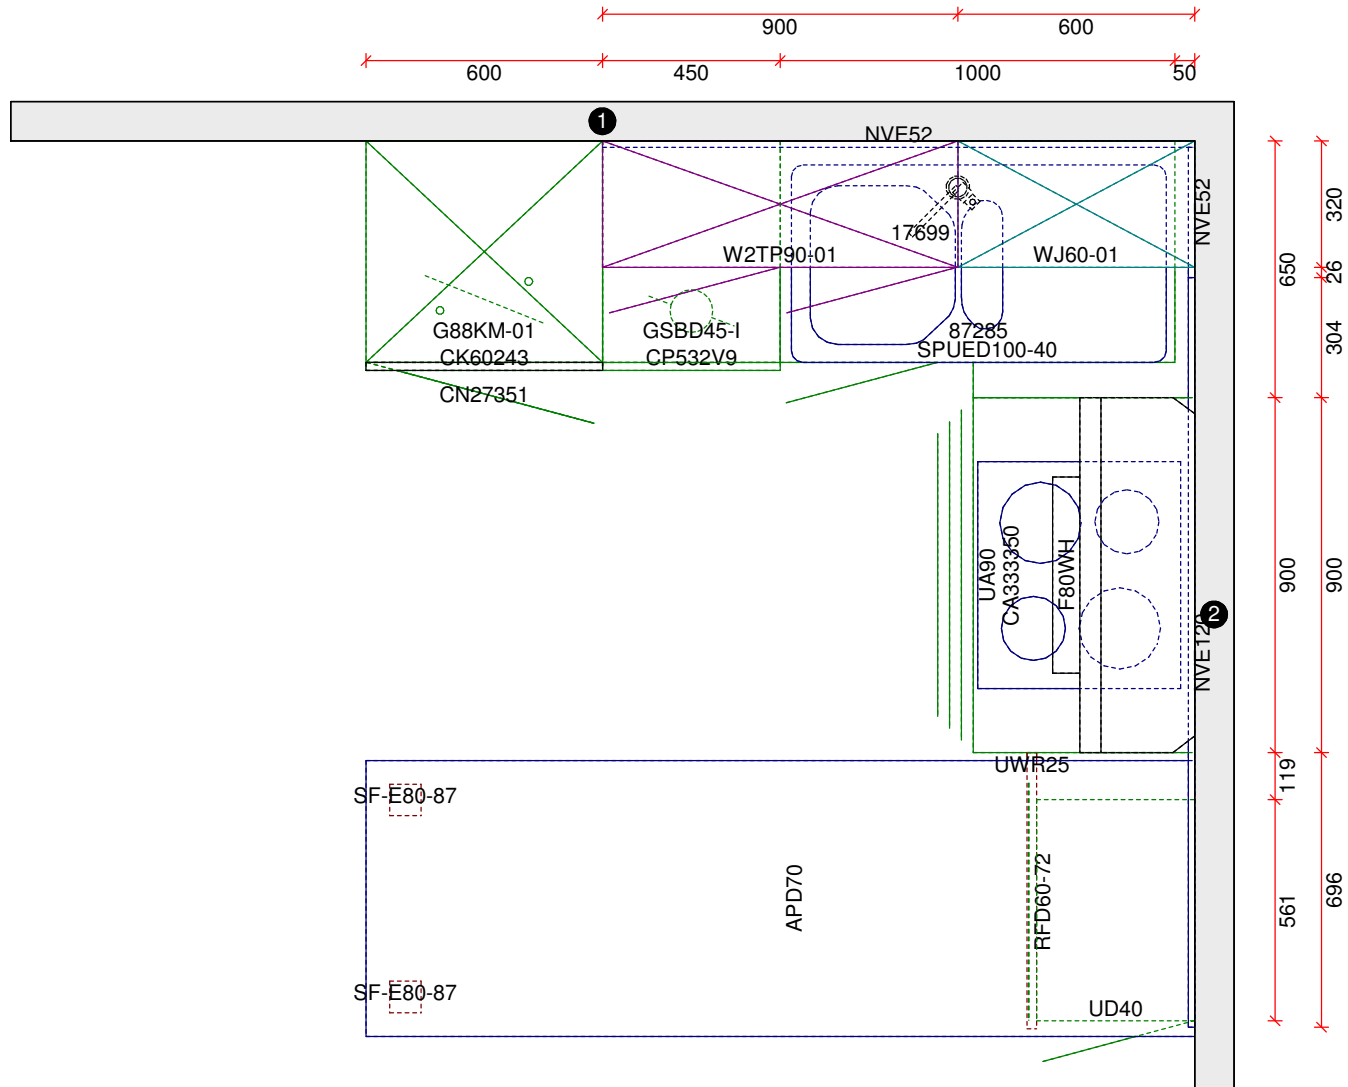 900
600
600
450
1000
50
1
NVE52
NVE52
320
650
26
304
17699
W2TP90-01
WJ60-01
G88KM-01
GSBD45-I
87285
CK60243
CP532V9
SPUED100-40
CN27351
UA90
CA333350
F80WH
900
900
2
NVE120
UWR25
119
SF-E80-87
APD70
RFD60-72
561
696
SF-E80-87
UD40